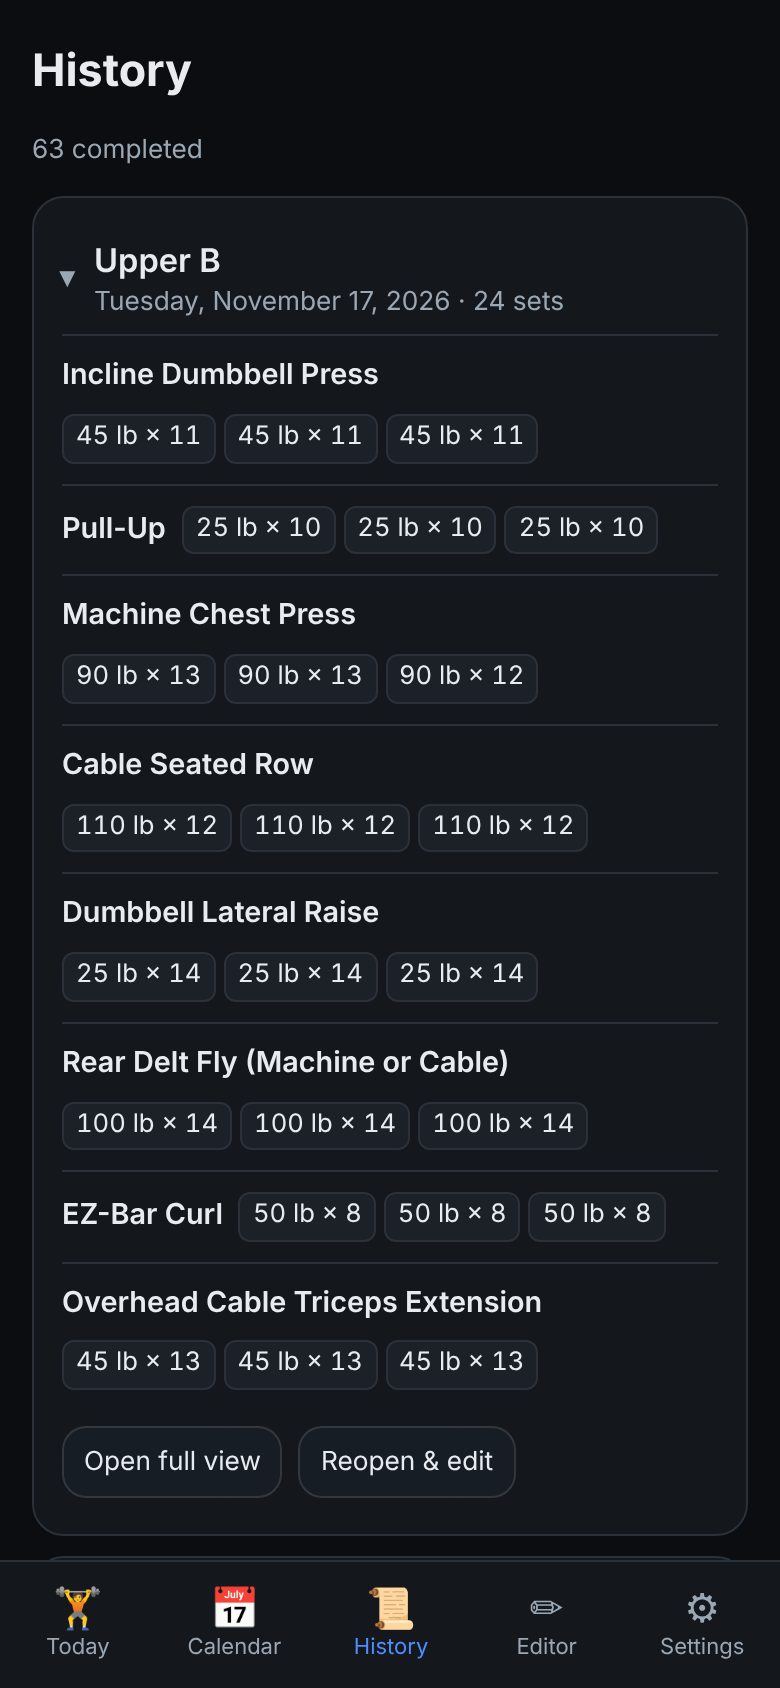 History
63 completed
▼ Upper B
Tuesday, November 17, 2026 · 24 sets
Incline Dumbbell Press
45 lb × 11 45 lb × 11 45 lb × 11
Pull-Up 25 lb × 10 25 lb × 10 25 lb × 10
Machine Chest Press
90 lb × 13 90 lb × 13 90 lb × 12
Cable Seated Row
110 lb × 12 110 lb × 12 110 lb × 12
Dumbbell Lateral Raise
25 lb × 14 25 lb × 14 25 lb × 14
Rear Delt Fly (Machine or Cable)
100 lb × 14 100 lb × 14 100 lb × 14
EZ-Bar Curl 50 lb × 8 50 lb × 8 50 lb × 8
Overhead Cable Triceps Extension
45 lb × 13 45 lb × 13 45 lb × 13
Open full view Reopen & edit
July
17
Today Calendar History Editor Settings